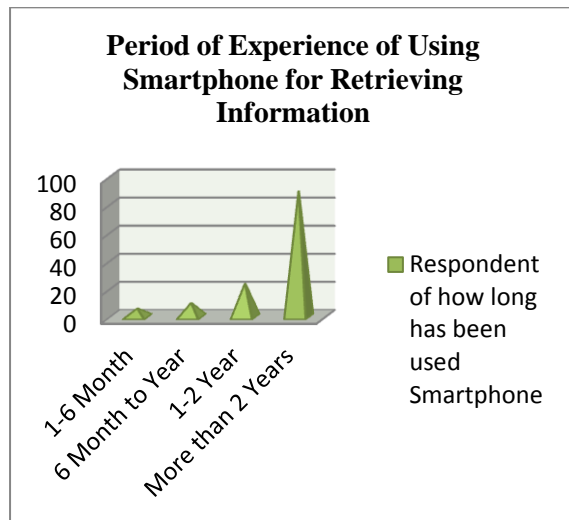 Period of Experience of Using
Smartphone for Retrieving
Information
100
80
60
40
20
0
1-6 Month
6 Month to Year
1-2 Year
More than 2 Years
Respondent
of how long
has been
used
Smartphone